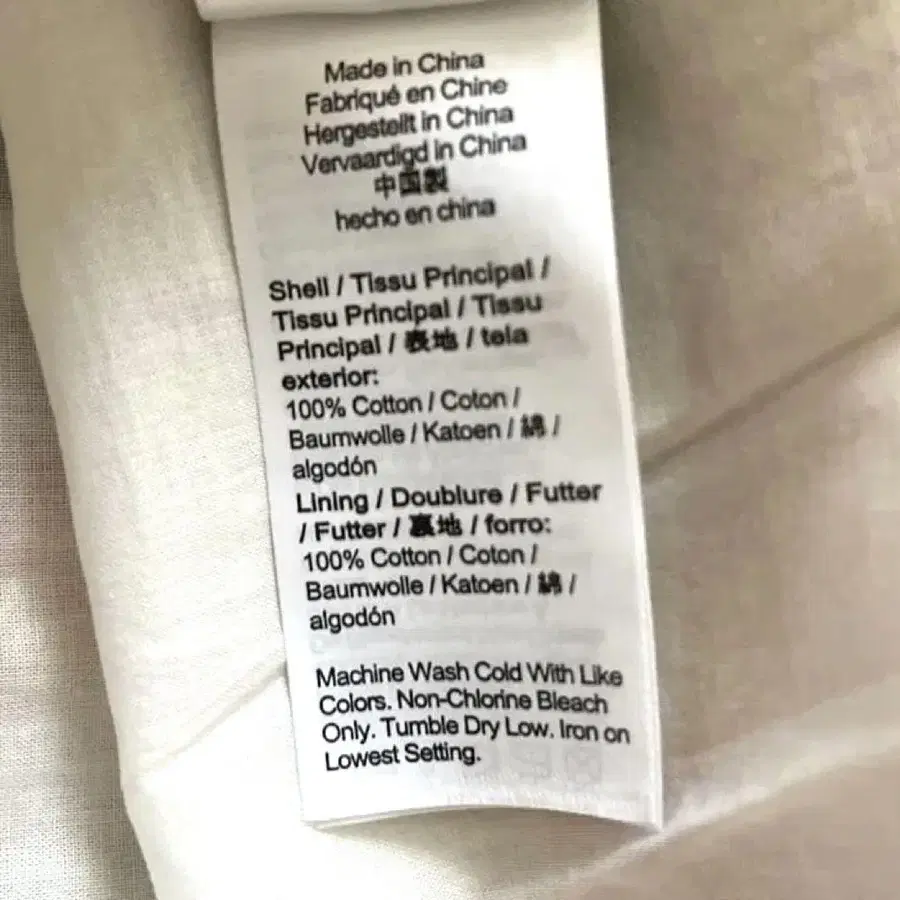 Made in China
Fabriqué en Chine
Hergestellt in China
Vervaardigd in China
中国製
hecho en china
Shell / Tissu Principal /
Tissu Principal / Tissu
Principal / 表地 / tela
exterior:
100% Cotton / Coton /
Baumwolle / Katoen / 綿 /
algodón
Lining / Doublure / Futter
/ Futter / 裏地 / forro:
100% Cotton / Coton /
Baumwolle / Katoen / 綿 /
algodón
Machine Wash Cold With Like
Colors. Non-Chlorine Bleach
Only. Tumble Dry Low. Iron on
Lowest Setting.